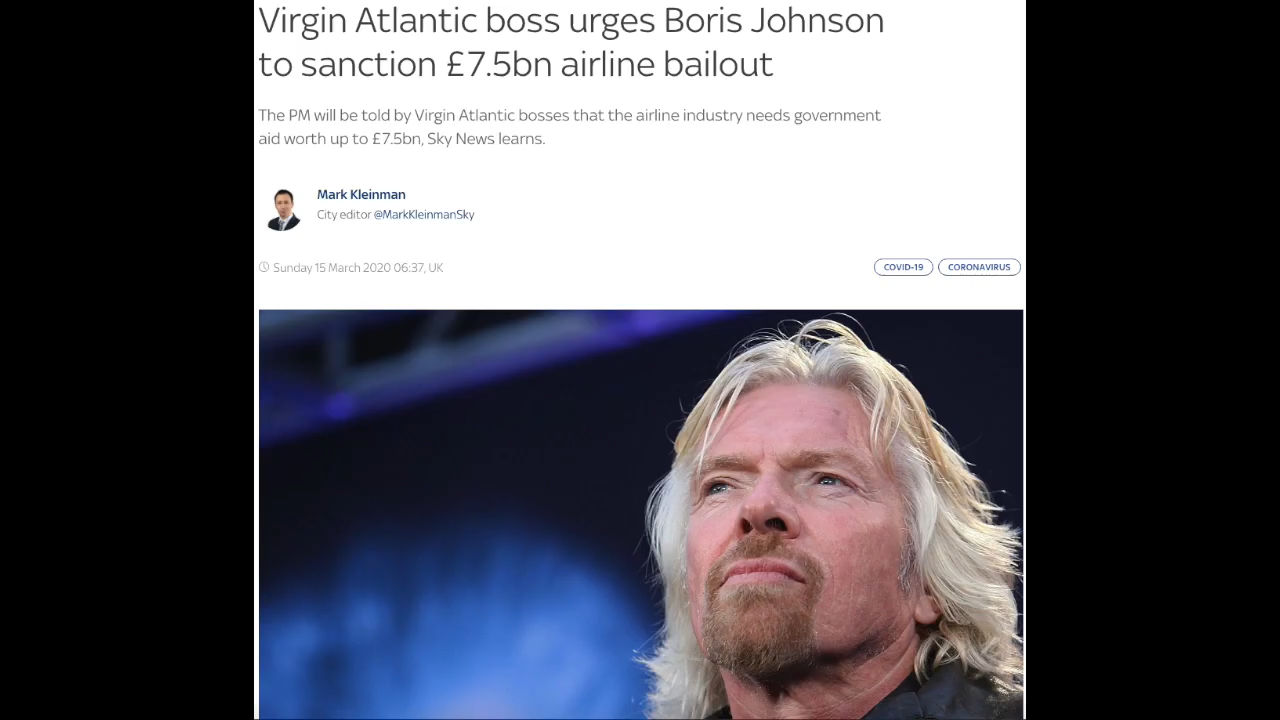 Virgin Atlantic boss urges Boris Johnson
to sanction £7.5bn airline bailout
The PM will be told by Virgin Atlantic bosses that the airline industry needs government
aid worth up to £7.5bn, Sky News learns.
Mark Kleinman
City editor @MarkKleinmanSky
Sunday 15 March 2020 06:37, UK
COVID-19
CORONAVIRUS